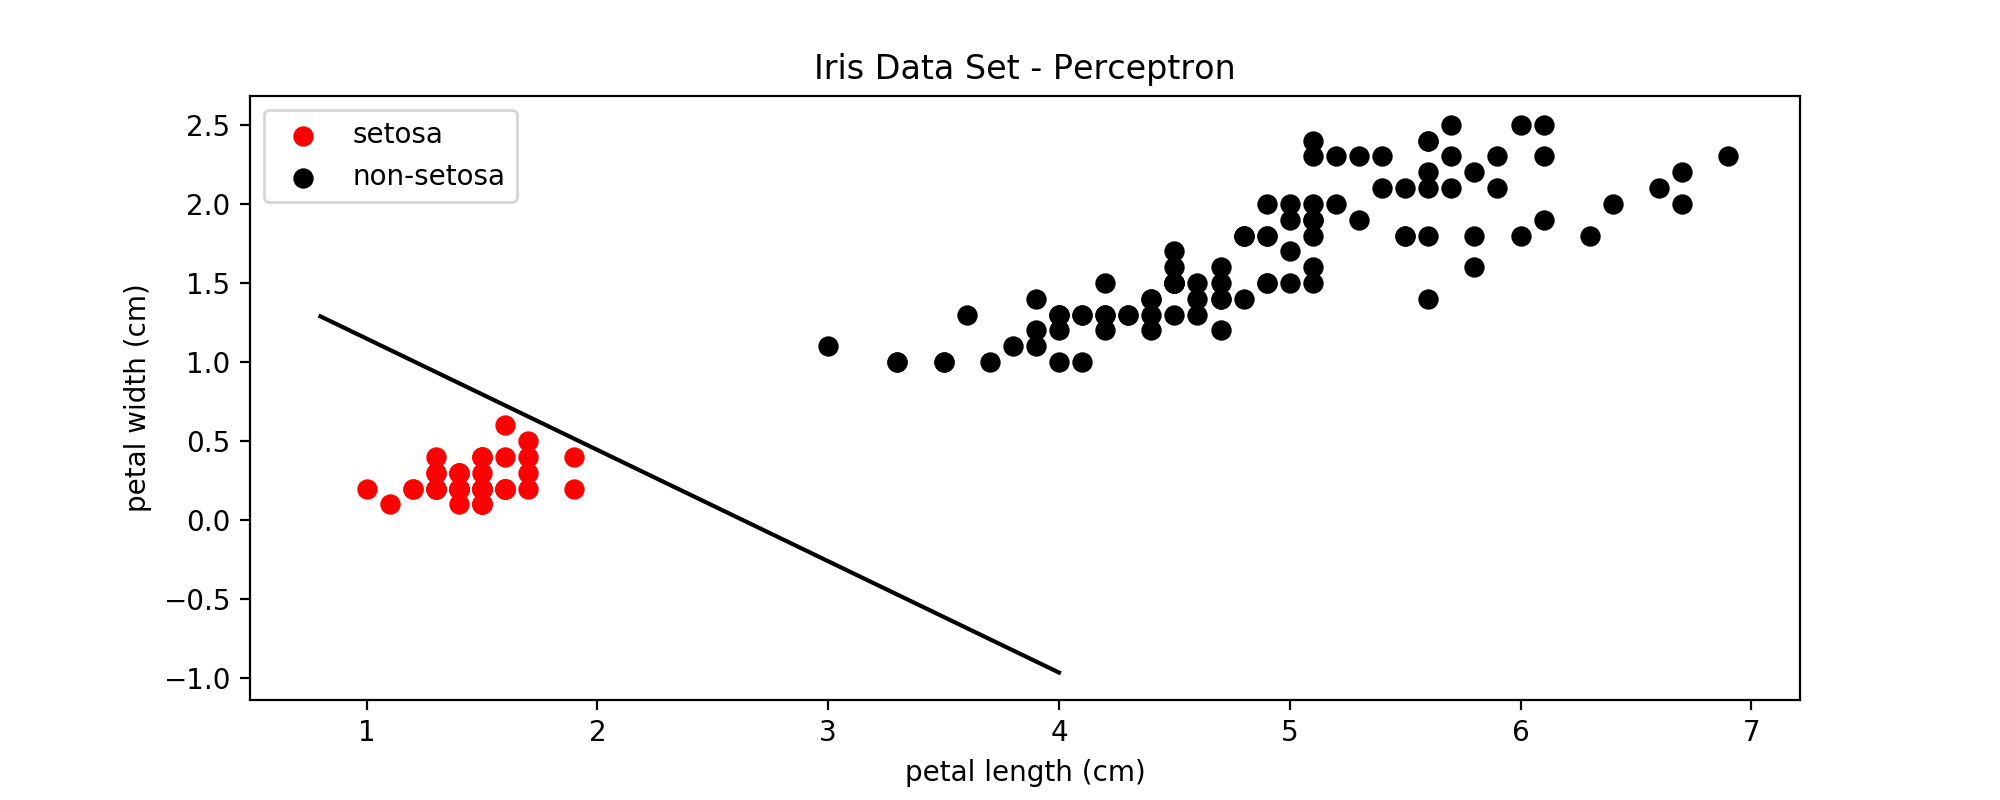 Iris Data Set - Perceptron
setosa
non-setosa
petal width (cm)
2.5
2.0
1.5
1.0
0.5
0.0
−0.5
−1.0
1 2 3 4 5 6 7
petal length (cm)